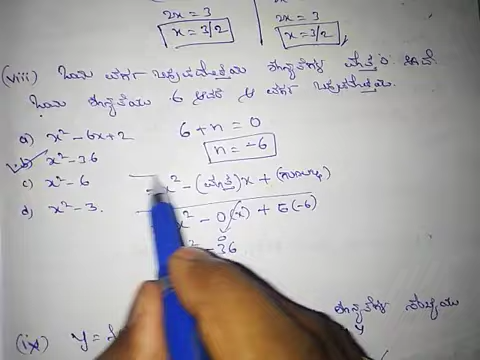 2x = 3
x = 3/2
2x = 3
x = 3/2
(viii) ಒಂದು ವರ್ಗ ಬಹುಪದೋಕ್ತಿಯ ಶೂನ್ಯತೆಗಳ ಮೊತ್ತ 0.
ಒಂದು ಶೂನ್ಯತೆಯು 6 ಆದರೆ ಆ ವರ್ಗ ಬಹುಪದೋಕ್ತಿಯು.
a) x² - 6x + 2
6 + n = 0
n = -6
b) x² - 36
c) x² - 6
d) x² - 3.
x² - (ಮೊತ್ತ)x + (ಗುಣಲಬ್ಧ)
x² - 0(x) + 6(-6)
² - 36
(ix) y =
ಶೂನ್ಯತೆಗಳ ಸಂಖ್ಯೆಯು
y